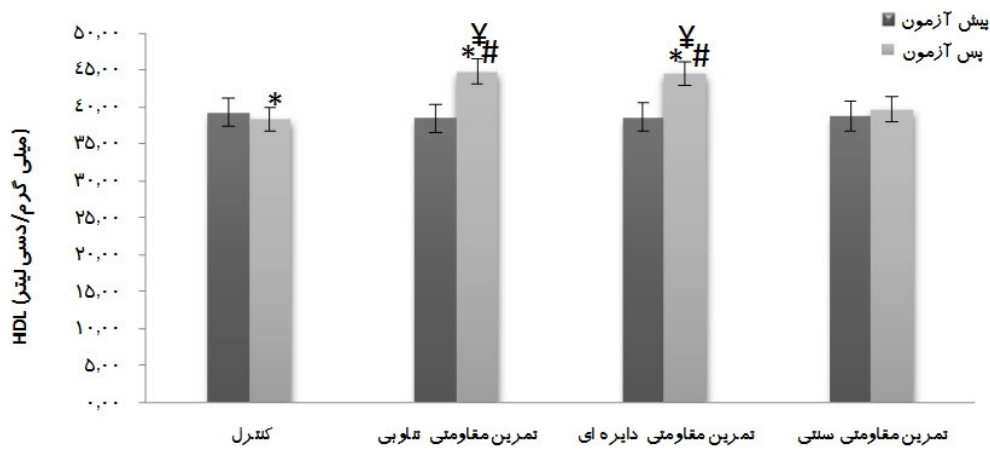 پیش آزمون
پس آزمون
HDL (میلی گرم/دسی لیتر)
۵۰,۰۰
۴۵,۰۰
۴۰,۰۰
۳۵,۰۰
۳۰,۰۰
۲۵,۰۰
۲۰,۰۰
۱۵,۰۰
۱۰,۰۰
۵,۰۰
۰,۰۰
*
¥
*#
¥
*#
کنترل
تمرین مقاومتی تناوبی
تمرین مقاومتی دایره ای
تمرین مقاومتی سنتی